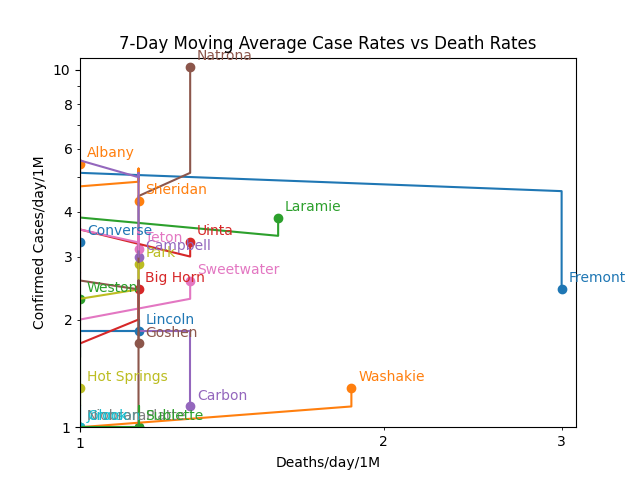 7-Day Moving Average Case Rates vs Death Rates
Natrona
10
Albany
8
6
Sheridan
Laramie
4
Converse
Uinta
Teton
Campbell
3
Park
Sweetwater
Big Horn
Fremont
Weston
2
Lincoln
Goshen
Hot Springs
Washakie
Carbon
Sublette
1
1
2
3
Deaths/day/1M
Confirmed Cases/day/1M